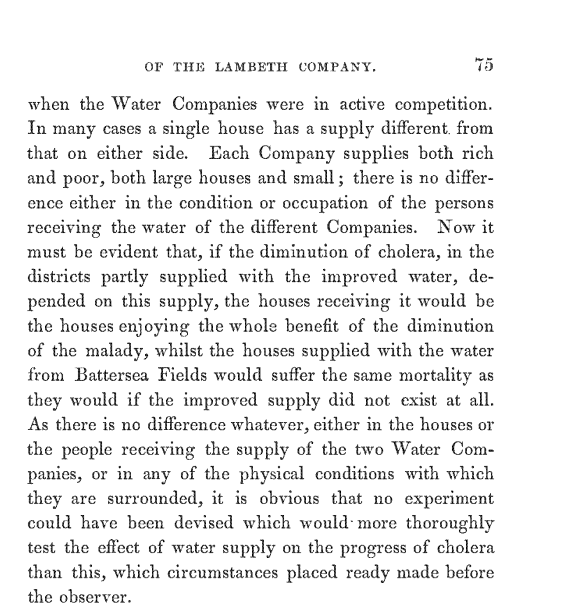 OF THE LAMBETH COMPANY. 75
when the Water Companies were in active competition.
In many cases a single house has a supply different from
that on either side. Each Company supplies both rich
and poor, both large houses and small; there is no differ-
ence either in the condition or occupation of the persons
receiving the water of the different Companies. Now it
must be evident that, if the diminution of cholera, in the
districts partly supplied with the improved water, de-
pended on this supply, the houses receiving it would be
the houses enjoying the whole benefit of the diminution
of the malady, whilst the houses supplied with the water
from Battersea Fields would suffer the same mortality as
they would if the improved supply did not exist at all.
As there is no difference whatever, either in the houses or
the people receiving the supply of the two Water Com-
panies, or in any of the physical conditions with which
they are surrounded, it is obvious that no experiment
could have been devised which would more thoroughly
test the effect of water supply on the progress of cholera
than this, which circumstances placed ready made before
the observer.